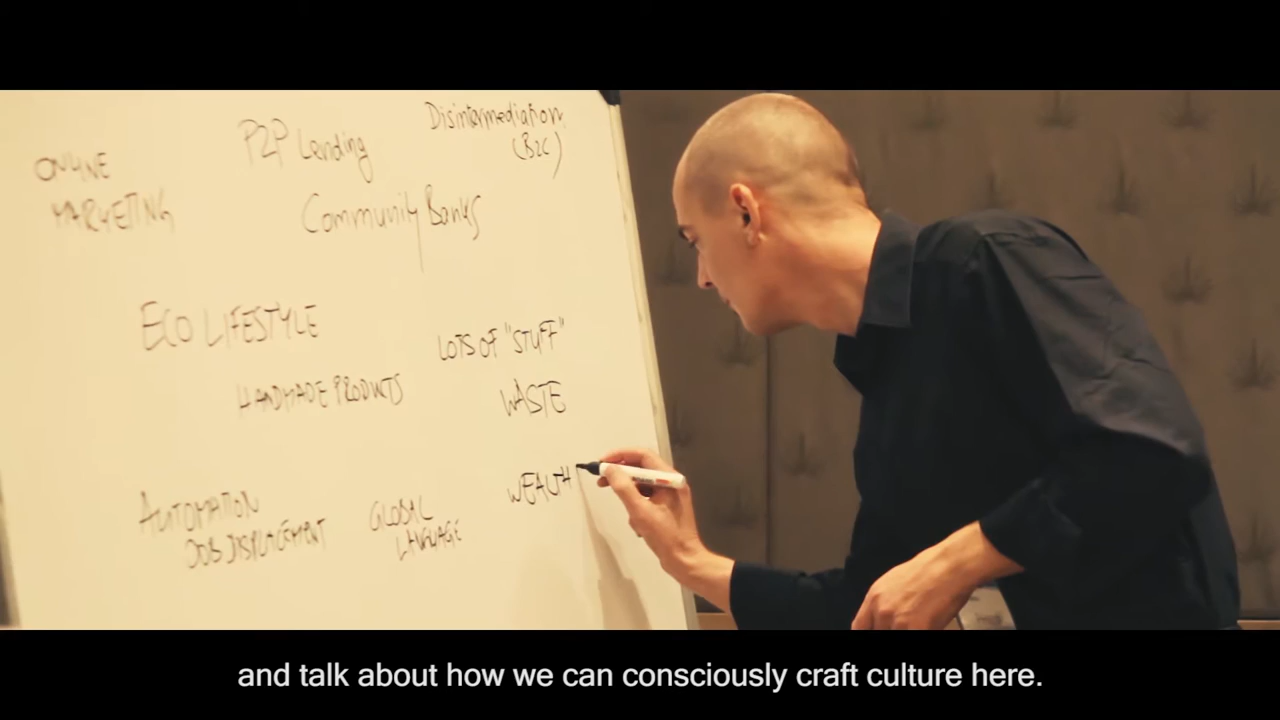 Disintermediation
(B2C)
P2P Lending
ONLINE
MARKETING
Community Banks
ECO LIFESTYLE
LOTS OF "STUFF"
HANDMADE PRODUCTS
WASTE
WEALTH
AUTOMATION
JOB DISPLACEMENT
GLOBAL
LANGUAGE
and talk about how we can consciously craft culture here.